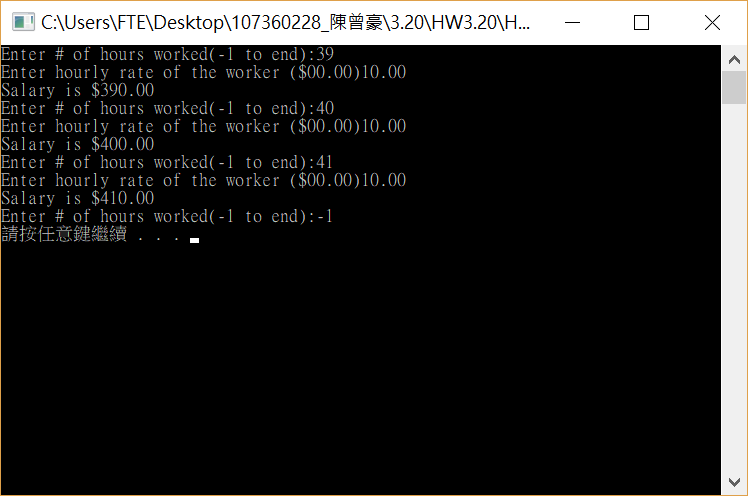 C:\Users\FTE\Desktop\107360228_陳曾豪\3.20\HW3.20\H...
Enter # of hours worked(-1 to end):39
Enter hourly rate of the worker ($00.00)10.00
Salary is $390.00
Enter # of hours worked(-1 to end):40
Enter hourly rate of the worker ($00.00)10.00
Salary is $400.00
Enter # of hours worked(-1 to end):41
Enter hourly rate of the worker ($00.00)10.00
Salary is $410.00
Enter # of hours worked(-1 to end):-1
請按任意鍵繼續 . . .